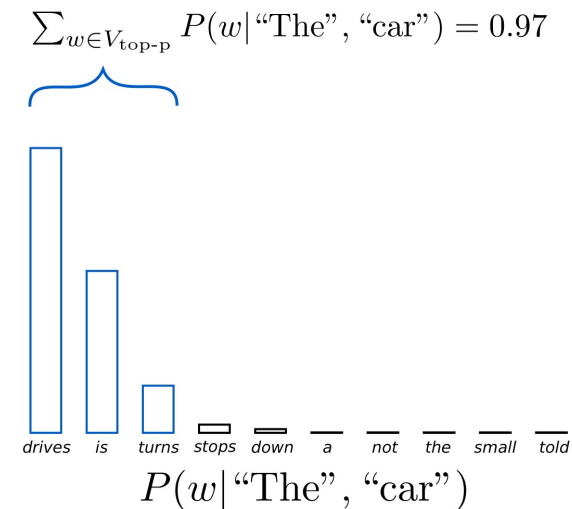 ∑w∈Vtop-p P(w|“The”, “car”) = 0.97
drives is turns stops down a not the small told
P(w|“The”, “car”)